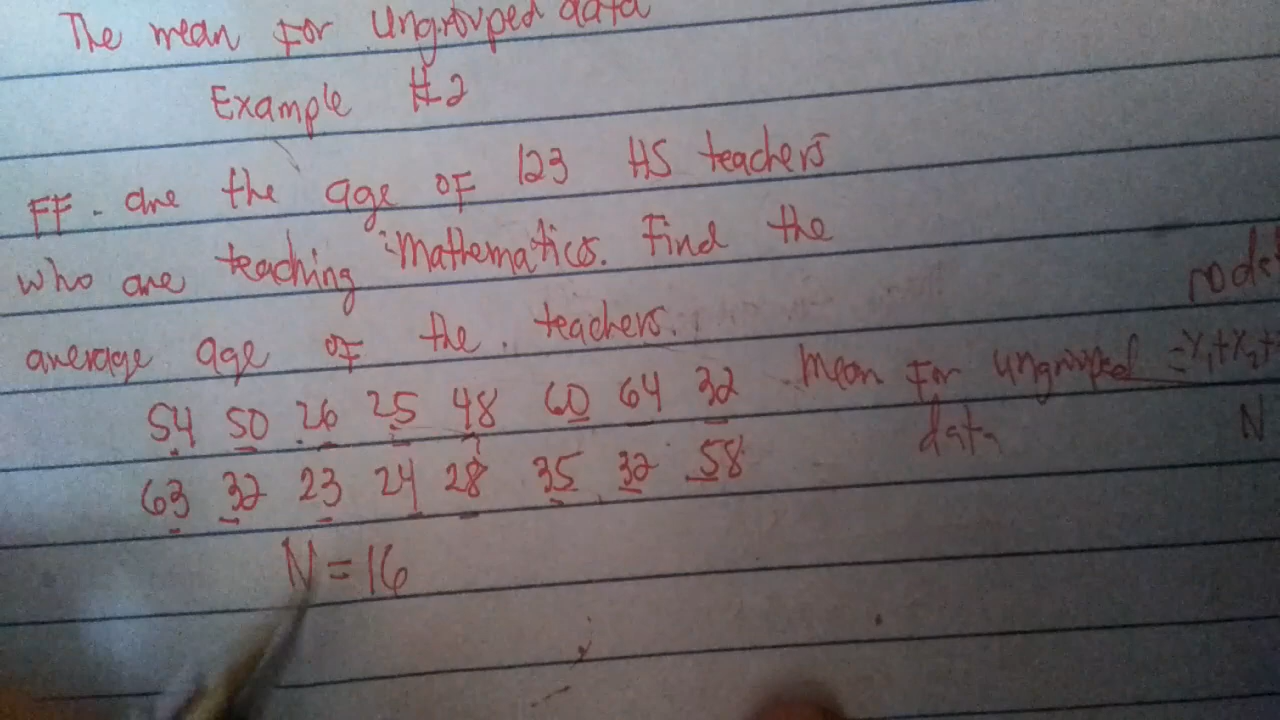 The mean For Ungrouped data
Example #2
FF. are the age OF 123 HS teachers
who are teaching Mathematics. Find the
average age OF the teachers.
54 50 26 25 48 60 64 32
63 32 23 24 28 35 32 58
N=16
Mean For Ungrouped = X₁+X₂+
data N